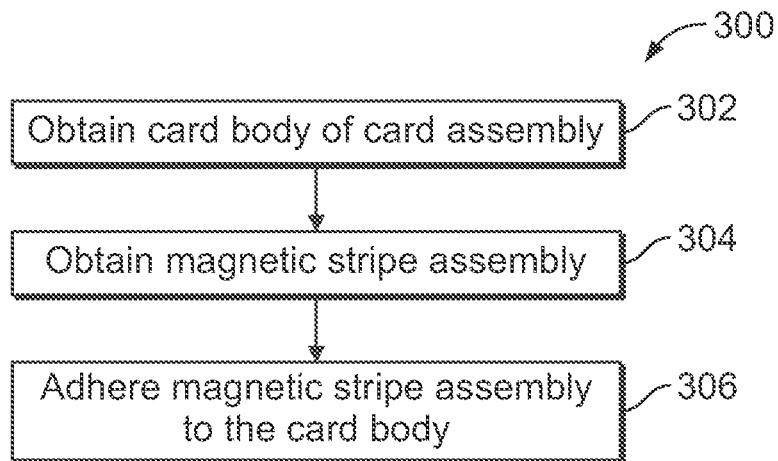 300
Obtain card body of card assembly
302
Obtain magnetic stripe assembly
304
Adhere magnetic stripe assembly
to the card body
306